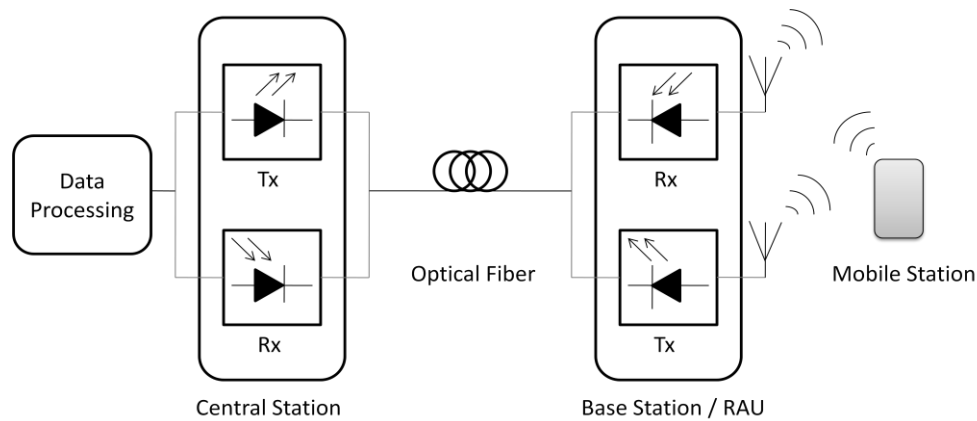 Data
Processing
Tx
Rx
Central Station
Optical Fiber
Rx
Tx
Base Station / RAU
Mobile Station